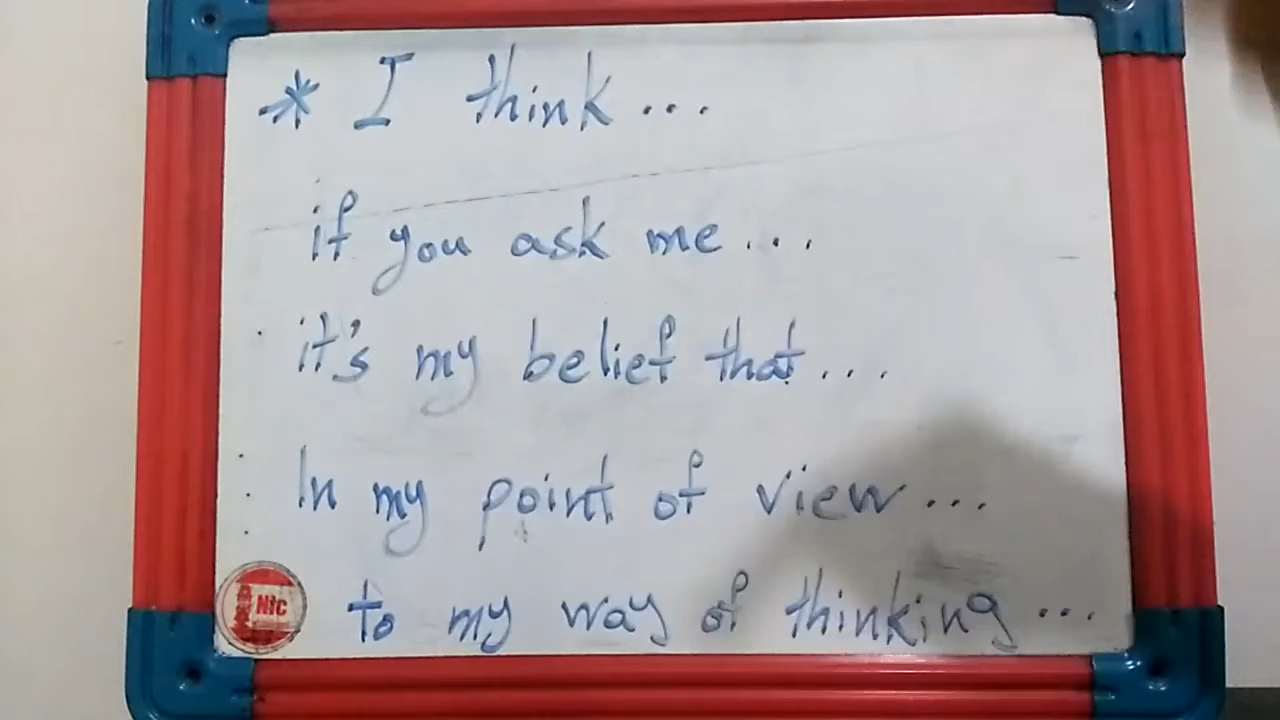 * I think...
if you ask me...
it's my belief that...
In my point of view...
to my way of thinking...
Nic